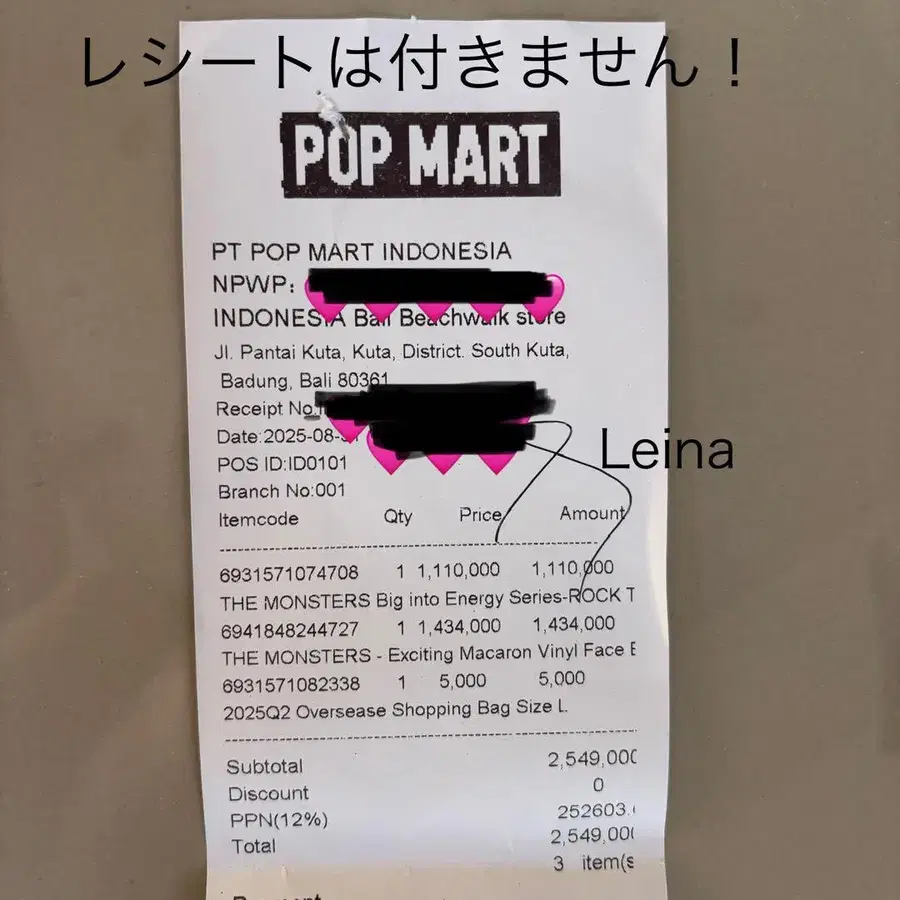 レシートは付きません！
POP MART
PT POP MART INDONESIA
NPWP:
INDONESIA Bali Beachwalk store
Jl. Pantai Kuta, Kuta, District. South Kuta,
Badung, Bali 80361
Receipt No.
Date:2025-08-
Leina
POS ID:ID0101
Branch No:001
Itemcode Qty Price Amount
6931571074708 1 1,110,000 1,110,000
THE MONSTERS Big into Energy Series-ROCK T
6941848244727 1 1,434,000 1,434,000
THE MONSTERS - Exciting Macaron Vinyl Face
6931571082338 1 5,000 5,000
2025Q2 Oversease Shopping Bag Size L.
Subtotal 2,549,000
Discount 0
PPN(12%) 252603.
Total 2,549,000
3 item(s